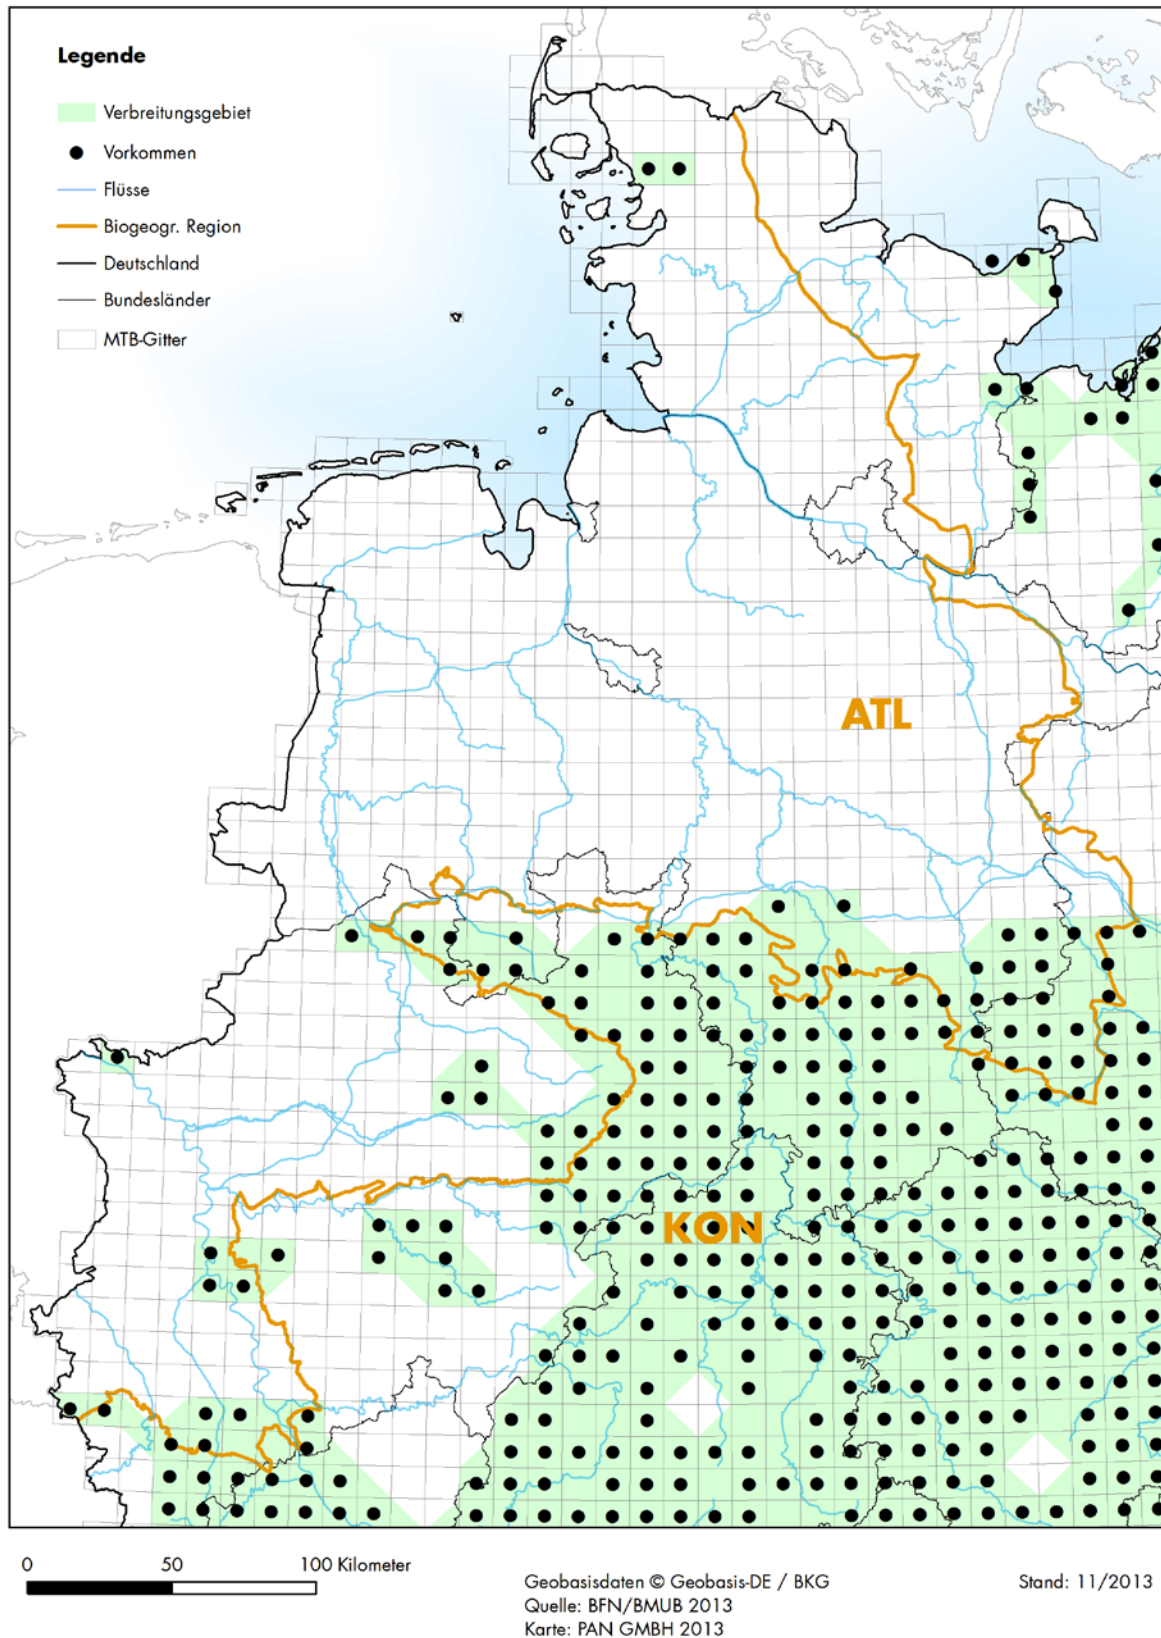 Legende
Verbreitungsgebiet
Vorkommen
Flüsse
Biogeogr. Region
Deutschland
Bundesländer
MTB-Gitter
ATL
KON
0 50 100 Kilometer
Geobasisdaten © Geobasis-DE / BKG
Quelle: BFN/BMUB 2013
Karte: PAN GMBH 2013
Stand: 11/2013